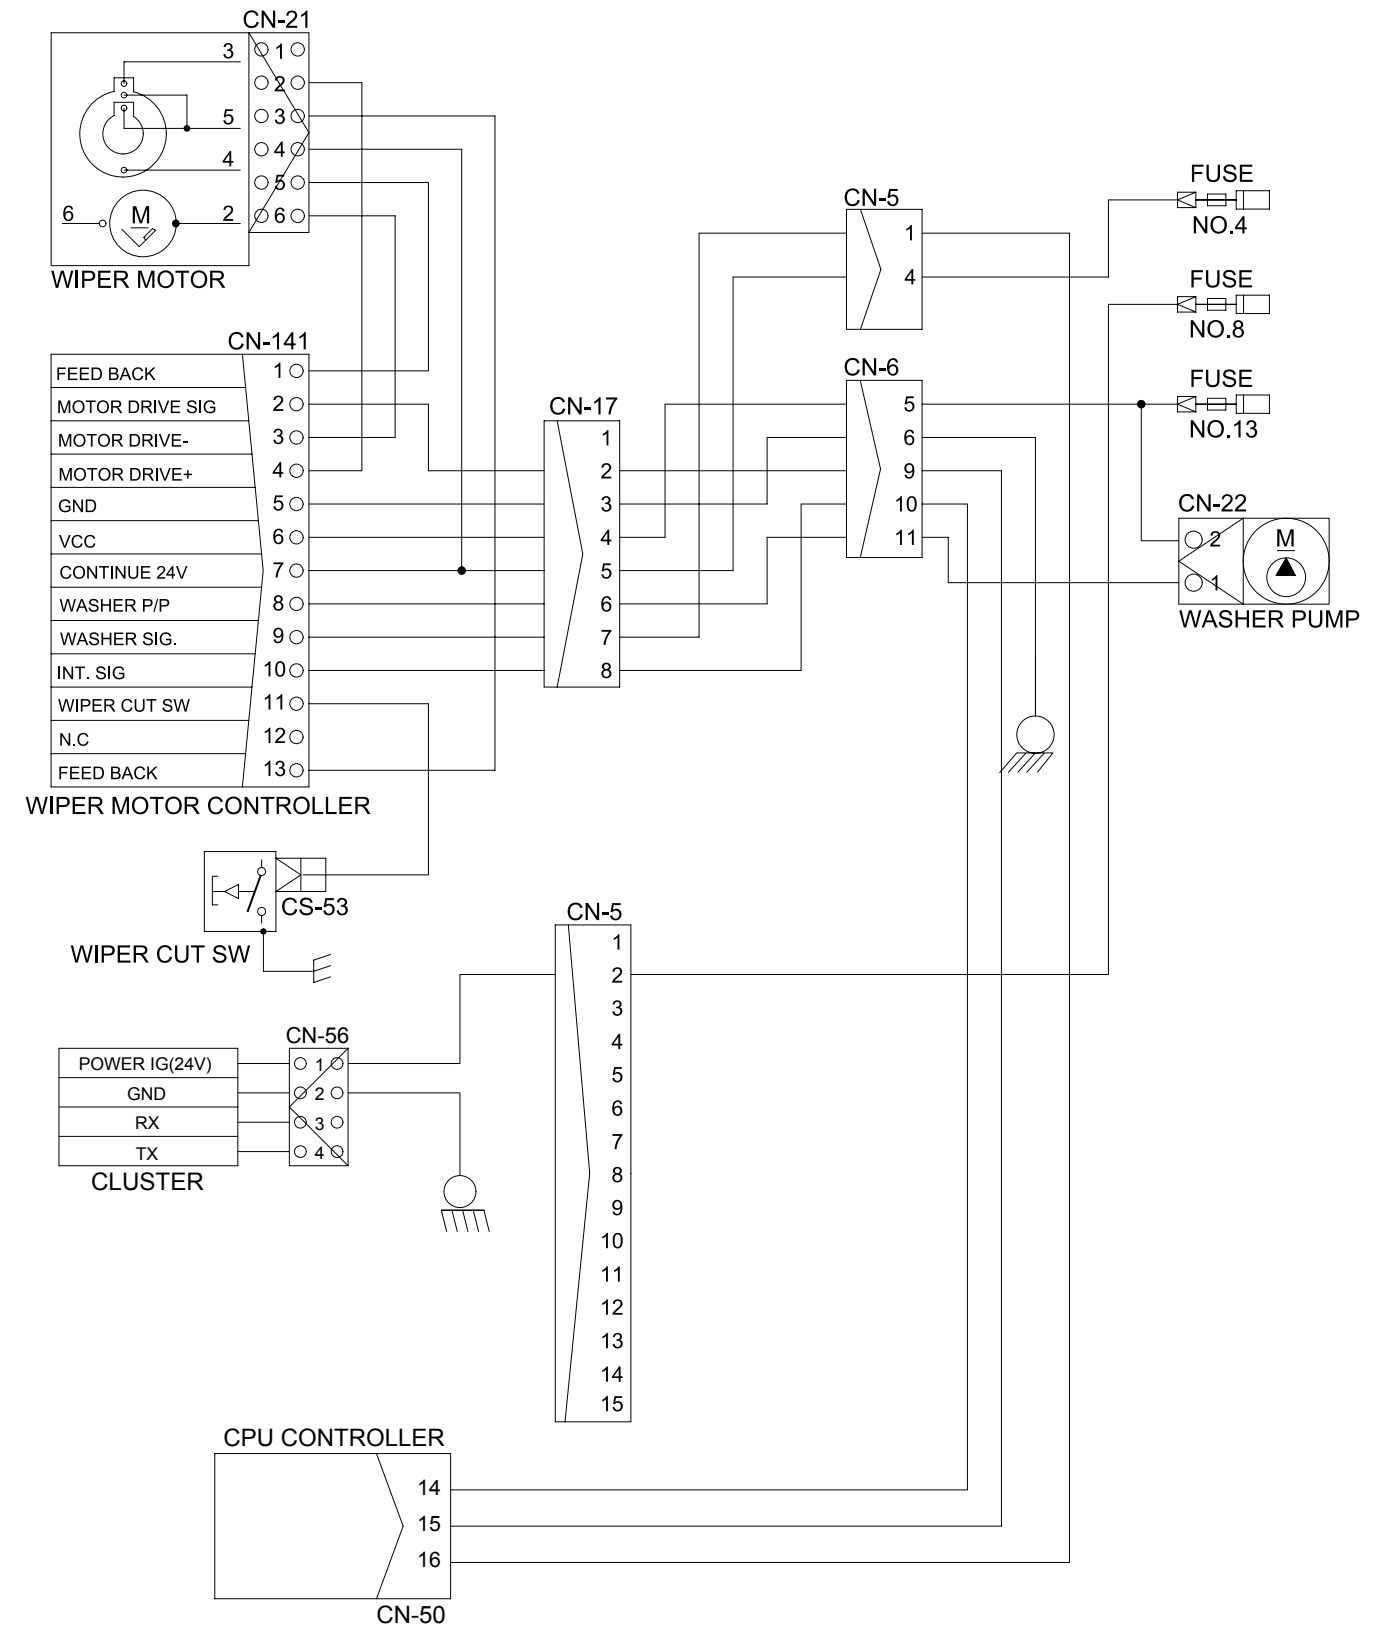 CN-21
3
5
4
6
M
2
1
2
3
4
5
6
WIPER MOTOR
CN-141
FEED BACK 1
MOTOR DRIVE SIG 2
MOTOR DRIVE- 3
MOTOR DRIVE+ 4
GND 5
VCC 6
CONTINUE 24V 7
WASHER P/P 8
WASHER SIG. 9
INT. SIG 10
WIPER CUT SW 11
N.C 12
FEED BACK 13
WIPER MOTOR CONTROLLER
CN-17
1
2
3
4
5
6
7
8
CN-5
1
4
CN-6
5
6
9
10
11
FUSE
NO.4
FUSE
NO.8
FUSE
NO.13
CN-22
2
1
M
WASHER PUMP
CS-53
WIPER CUT SW
CN-56
POWER IG(24V) 1
GND 2
RX 3
TX 4
CLUSTER
CN-5
1
2
3
4
5
6
7
8
9
10
11
12
13
14
15
CPU CONTROLLER
14
15
16
CN-50